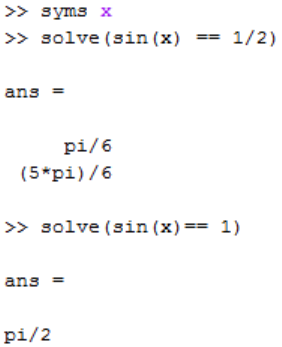 >> syms x
>> solve(sin(x) == 1/2)
ans =
pi/6
(5*pi)/6
>> solve(sin(x)== 1)
ans =
pi/2